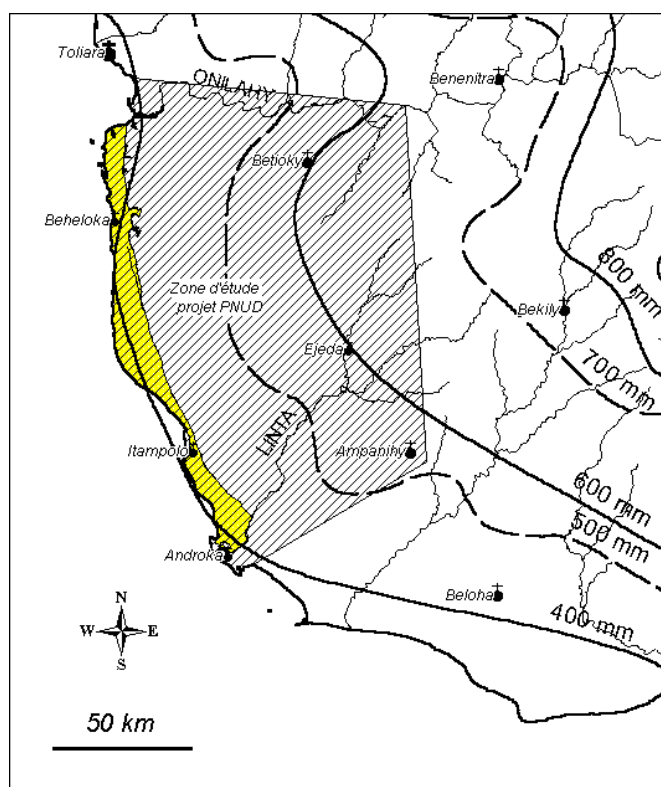 Toliara
ONILAHY
Benenitra
Betioky
Beheloka
Zone d'étude
projet PNUD
800 mm
Bekily
Ejeda
700 mm
LINTA
Itampolo
Ampanihy
600 mm
500 mm
Androka
Beloha
400 mm
N
W E
S
50 km